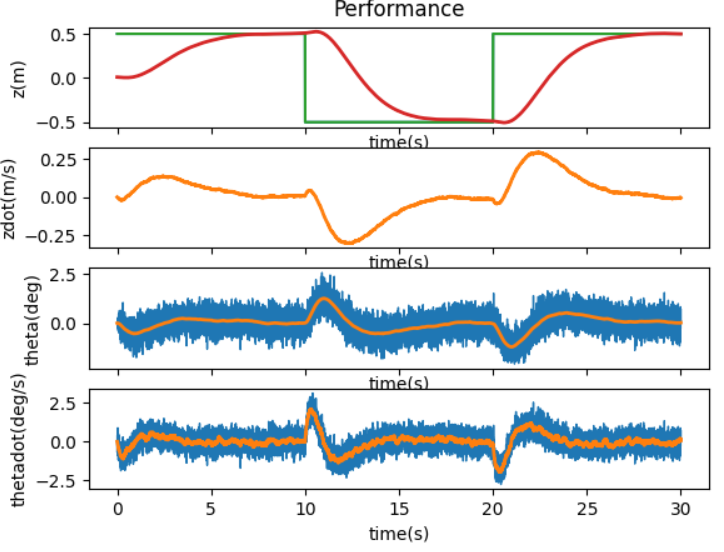 Performance
z(m)
0.5
0.0
−0.5
time(s)
zdot(m/s)
0.25
0.00
−0.25
time(s)
theta(deg)
2.5
0.0
time(s)
thetadot(deg/s)
2.5
0.0
−2.5
0 5 10 15 20 25 30
time(s)